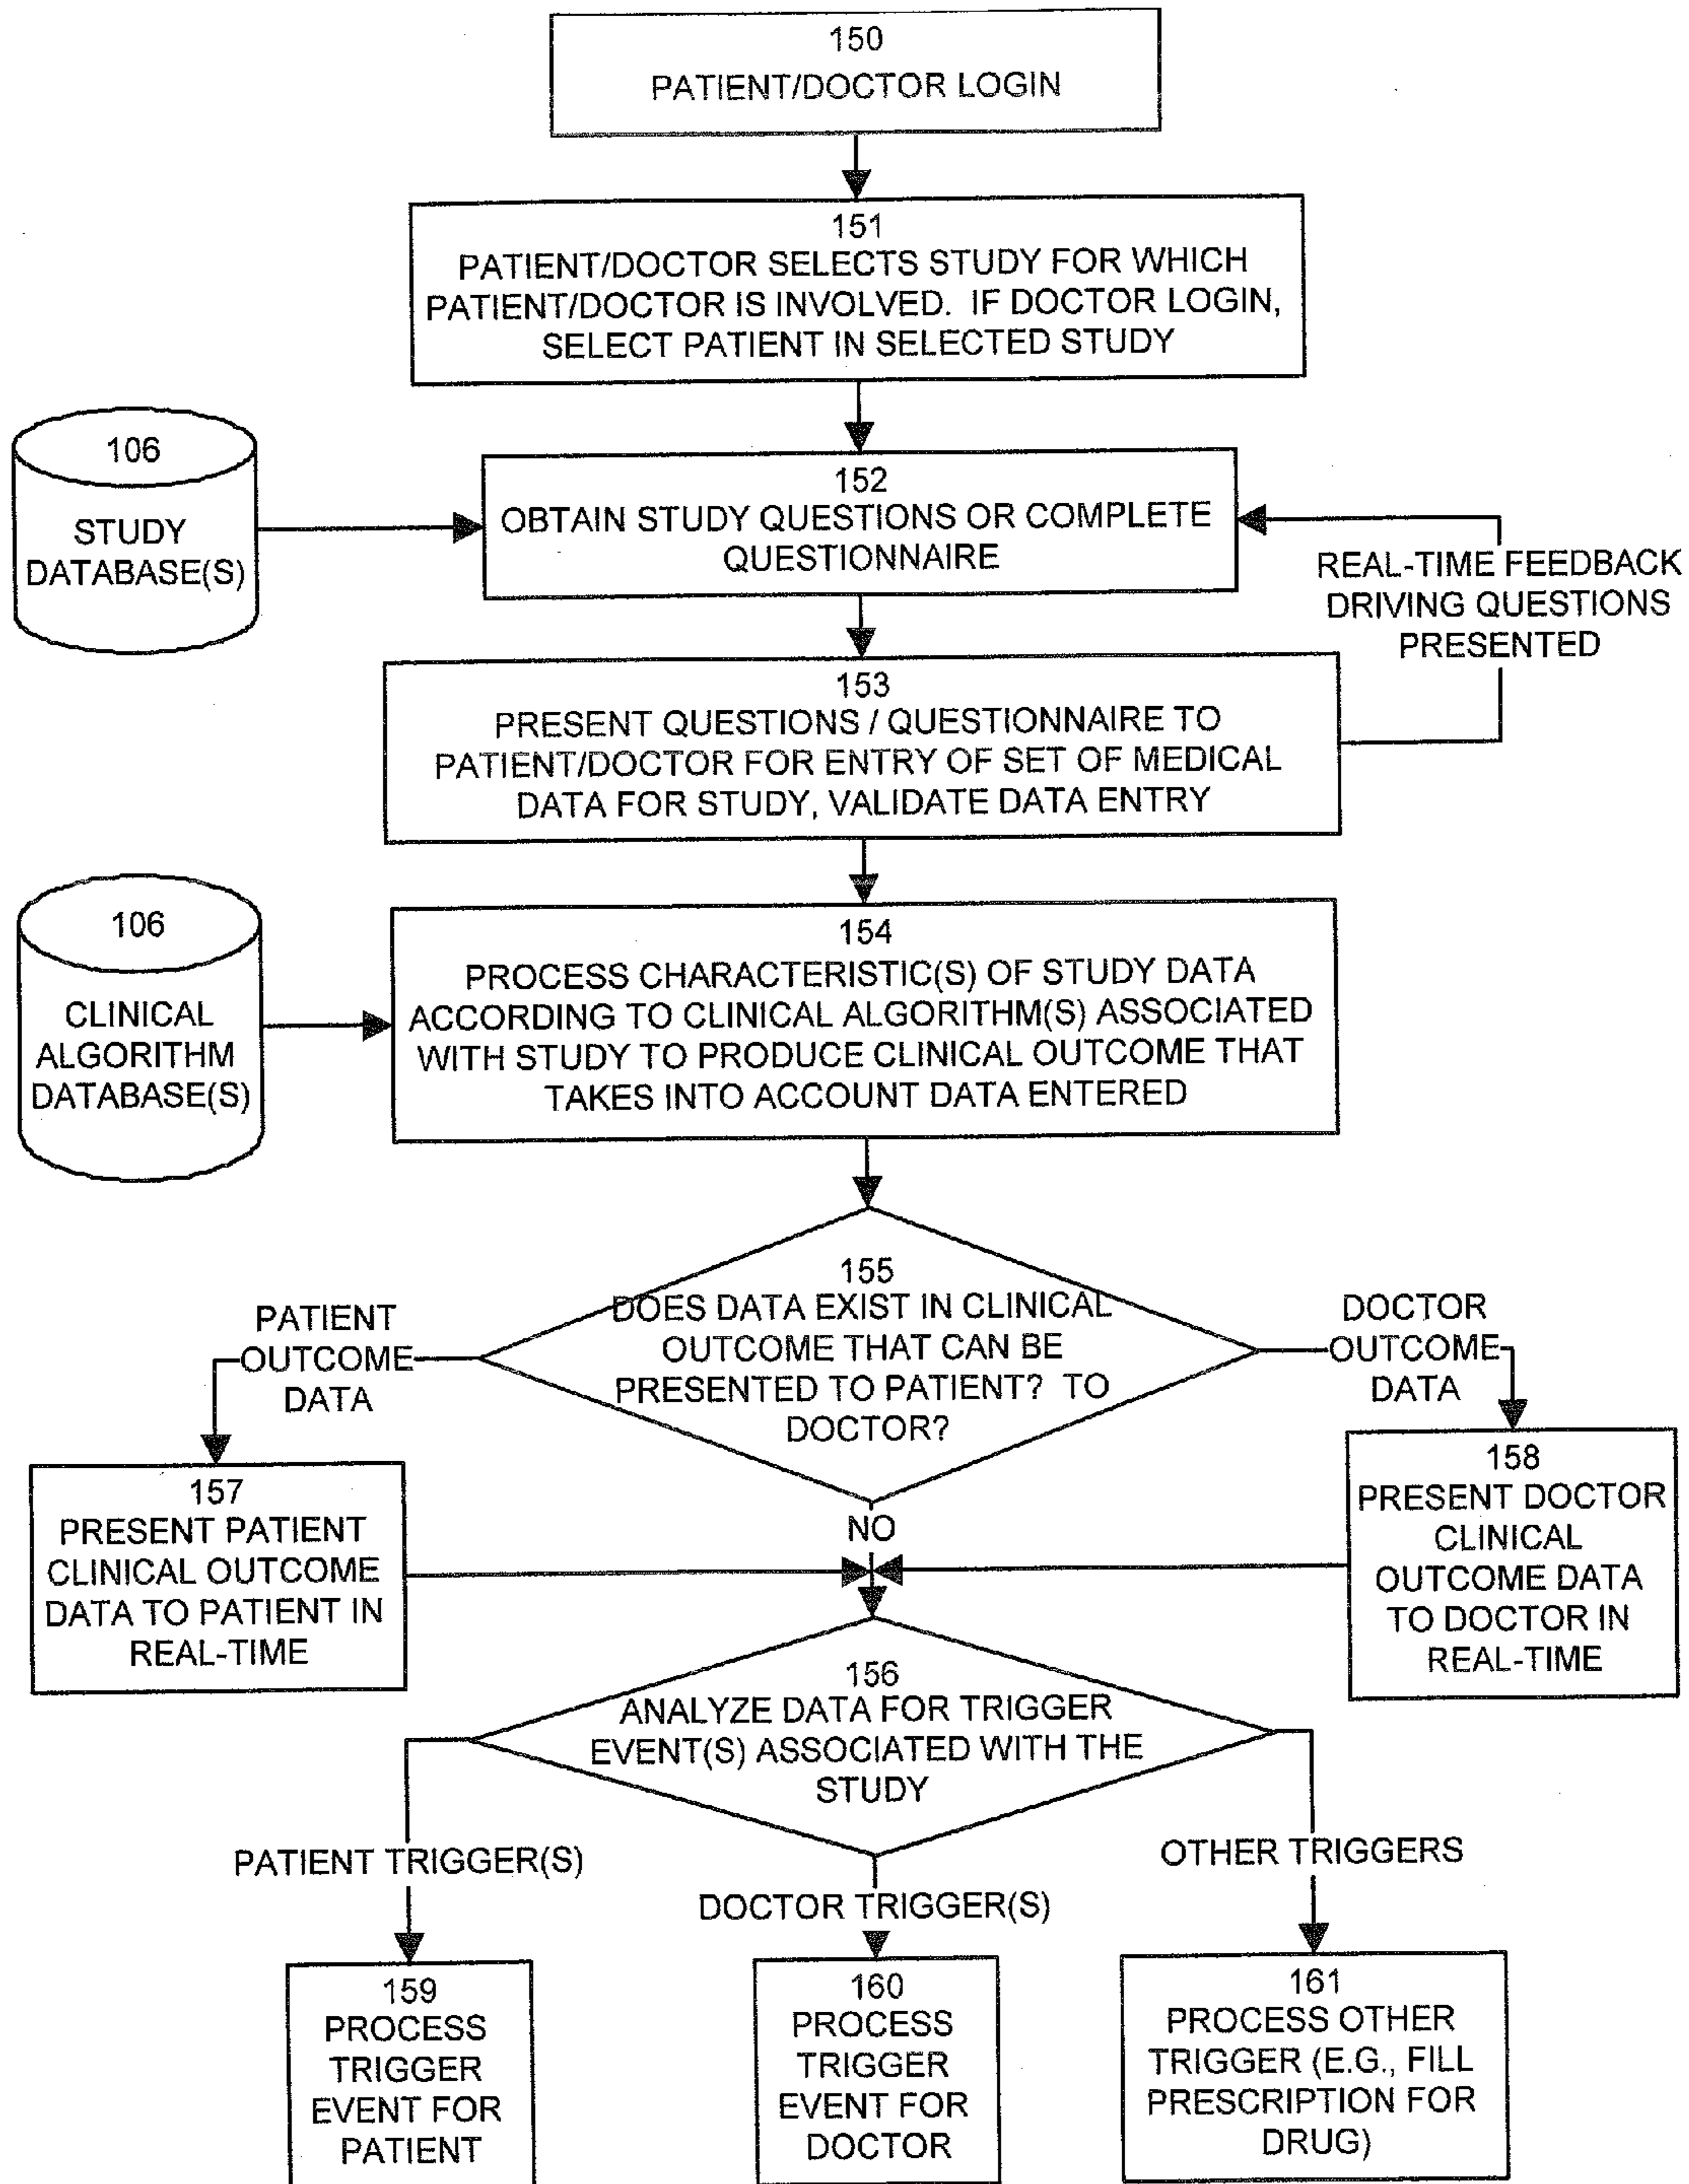 150
PATIENT/DOCTOR LOGIN
151
PATIENT/DOCTOR SELECTS STUDY FOR WHICH
PATIENT/DOCTOR IS INVOLVED. IF DOCTOR LOGIN,
SELECT PATIENT IN SELECTED STUDY
106
STUDY
DATABASE(S)
152
OBTAIN STUDY QUESTIONS OR COMPLETE
QUESTIONNAIRE
REAL-TIME FEEDBACK
DRIVING QUESTIONS
PRESENTED
153
PRESENT QUESTIONS / QUESTIONNAIRE TO
PATIENT/DOCTOR FOR ENTRY OF SET OF MEDICAL
DATA FOR STUDY, VALIDATE DATA ENTRY
106
CLINICAL
ALGORITHM
DATABASE(S)
154
PROCESS CHARACTERISTIC(S) OF STUDY DATA
ACCORDING TO CLINICAL ALGORITHM(S) ASSOCIATED
WITH STUDY TO PRODUCE CLINICAL OUTCOME THAT
TAKES INTO ACCOUNT DATA ENTERED
155
DOES DATA EXIST IN CLINICAL
OUTCOME THAT CAN BE
PRESENTED TO PATIENT? TO
DOCTOR?
PATIENT
OUTCOME
DATA
DOCTOR
OUTCOME
DATA
NO
157
PRESENT PATIENT
CLINICAL OUTCOME
DATA TO PATIENT IN
REAL-TIME
158
PRESENT DOCTOR
CLINICAL
OUTCOME DATA
TO DOCTOR IN
REAL-TIME
156
ANALYZE DATA FOR TRIGGER
EVENT(S) ASSOCIATED WITH THE
STUDY
PATIENT TRIGGER(S)
DOCTOR TRIGGER(S)
OTHER TRIGGERS
159
PROCESS
TRIGGER
EVENT FOR
PATIENT
160
PROCESS
TRIGGER
EVENT FOR
DOCTOR
161
PROCESS OTHER
TRIGGER (E.G., FILL
PRESCRIPTION FOR
DRUG)